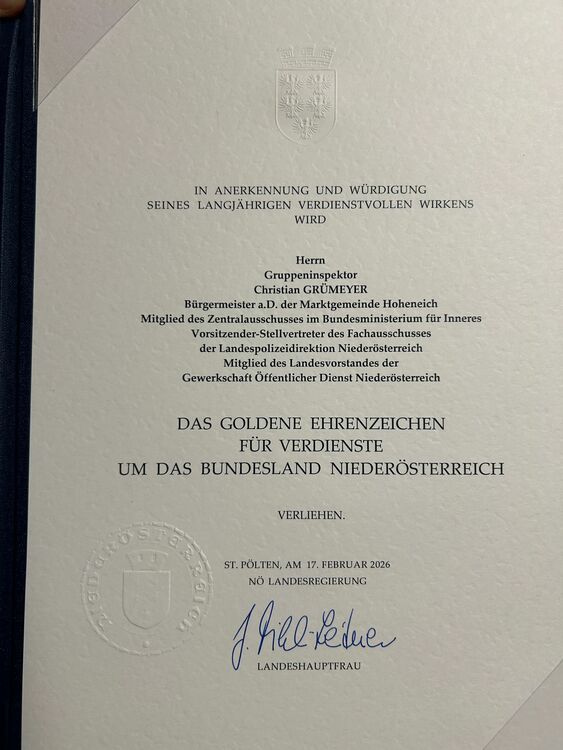 IN ANERKENNUNG UND WÜRDIGUNG
SEINES LANGJÄHRIGEN VERDIENSTVOLLEN WIRKENS
WIRD
Herrn
Gruppeninspektor
Christian GRÜMEYER
Bürgermeister a.D. der Marktgemeinde Hoheneich
Mitglied des Zentralausschusses im Bundesministerium für Inneres
Vorsitzender-Stellvertreter des Fachausschusses
der Landespolizeidirektion Niederösterreich
Mitglied des Landesvorstandes der
Gewerkschaft Öffentlicher Dienst Niederösterreich
DAS GOLDENE EHRENZEICHEN
FÜR VERDIENSTE
UM DAS BUNDESLAND NIEDERÖSTERREICH
VERLIEHEN.
NIEDERÖSTERREICH
ST. PÖLTEN, AM 17. FEBRUAR 2026
NÖ LANDESREGIERUNG
J. Mikl-Leitner
LANDESHAUPTFRAU